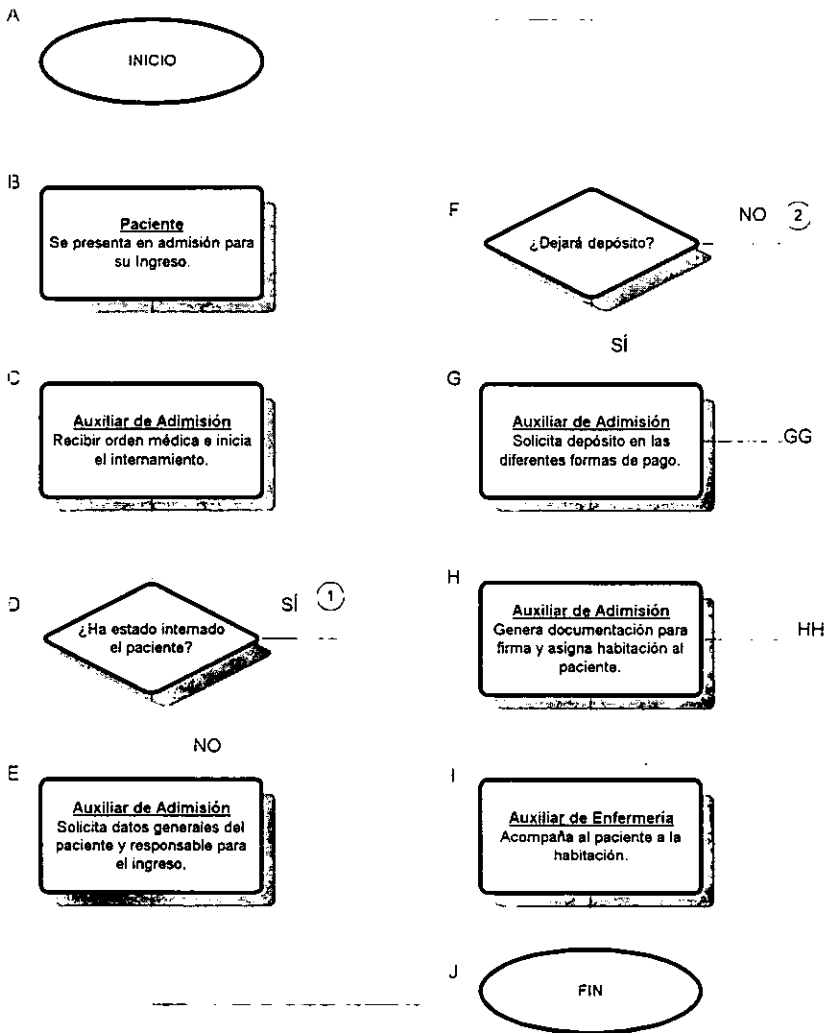 A
INICIO
B
Paciente
Se presenta en admisión para
su Ingreso.
C
Auxiliar de Adimisión
Recibir orden médica e inicia
el internamiento.
D
¿Ha estado internado
el paciente?
SÍ 1
NO
E
Auxiliar de Adimisión
Solicita datos generales del
paciente y responsable para
el ingreso.
F
¿Dejará depósito?
NO 2
SÍ
G
Auxiliar de Adimisión
Solicita depósito en las
diferentes formas de pago.
GG
H
Auxiliar de Adimisión
Genera documentación para
firma y asigna habitación al
paciente.
HH
I
Auxiliar de Enfermería
Acompaña al paciente a la
habitación.
J
FIN